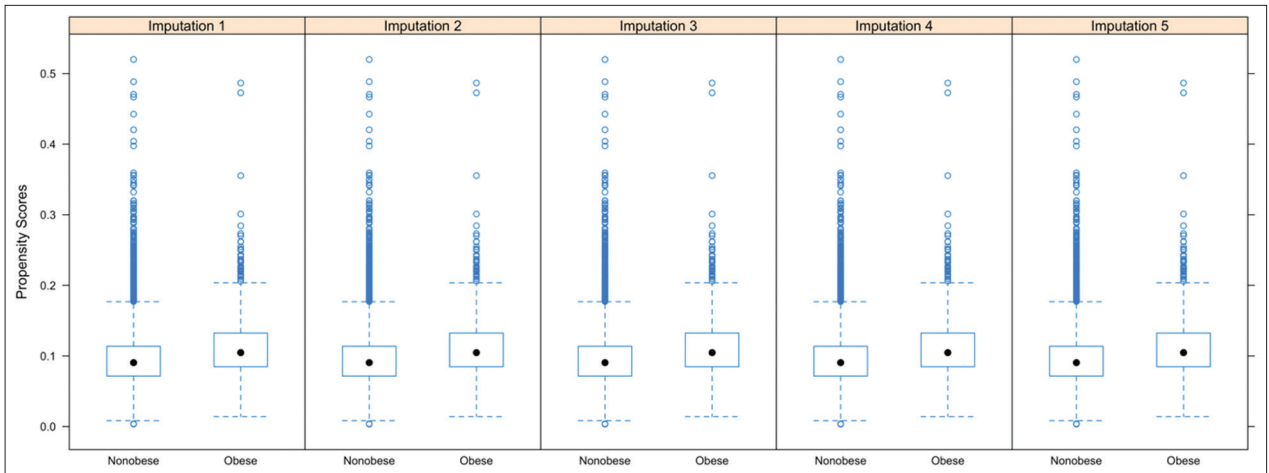 Imputation 1 Imputation 2 Imputation 3 Imputation 4 Imputation 5
Propensity Scores
0.5
0.4
0.3
0.2
0.1
0.0
Nonobese Obese Nonobese Obese Nonobese Obese Nonobese Obese Nonobese Obese